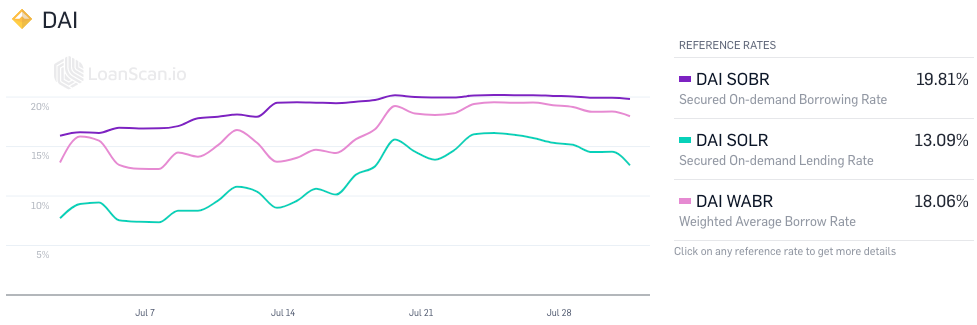 DAI
LoanScan.io
20%
15%
10%
5%
Jul 7
Jul 14
Jul 21
Jul 28
REFERENCE RATES
DAI SOBR 19.81%
Secured On-demand Borrowing Rate
DAI SOLR 13.09%
Secured On-demand Lending Rate
DAI WABR 18.06%
Weighted Average Borrow Rate
Click on any reference rate to get more details